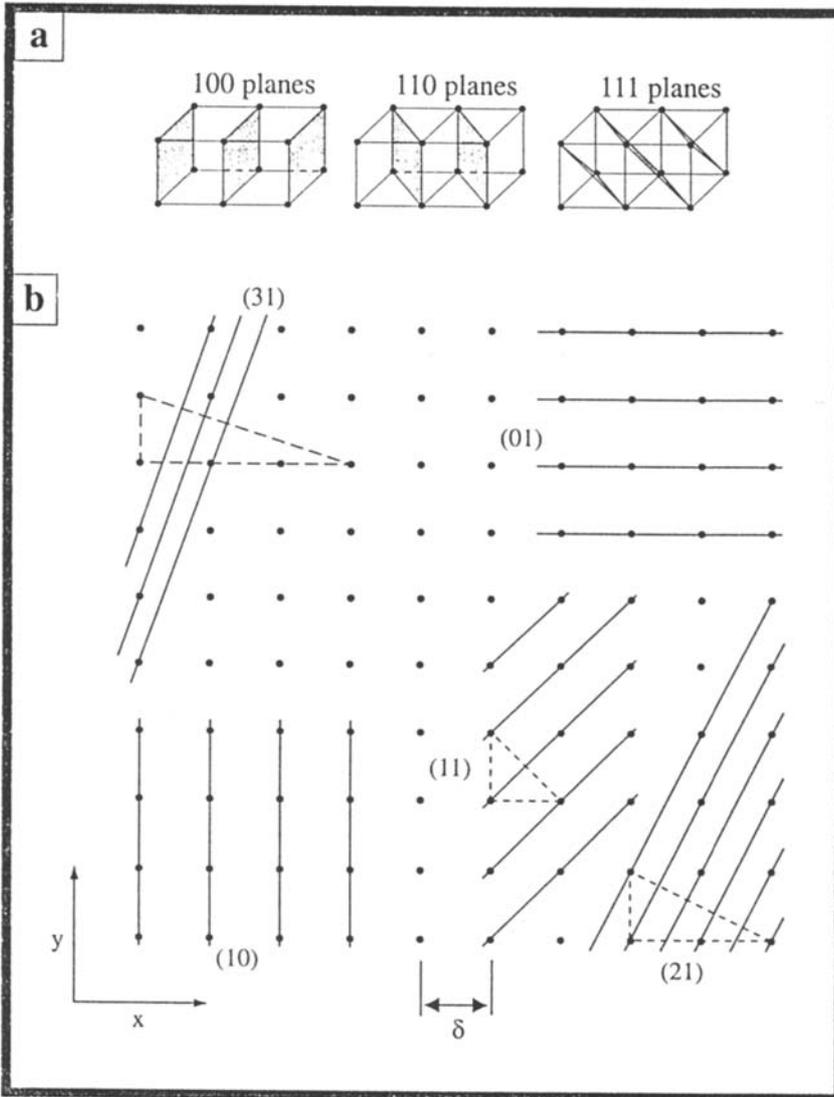 a
100 planes 110 planes 111 planes
b
(31)
(01)
(11)
y
(10)
(21)
x
δ